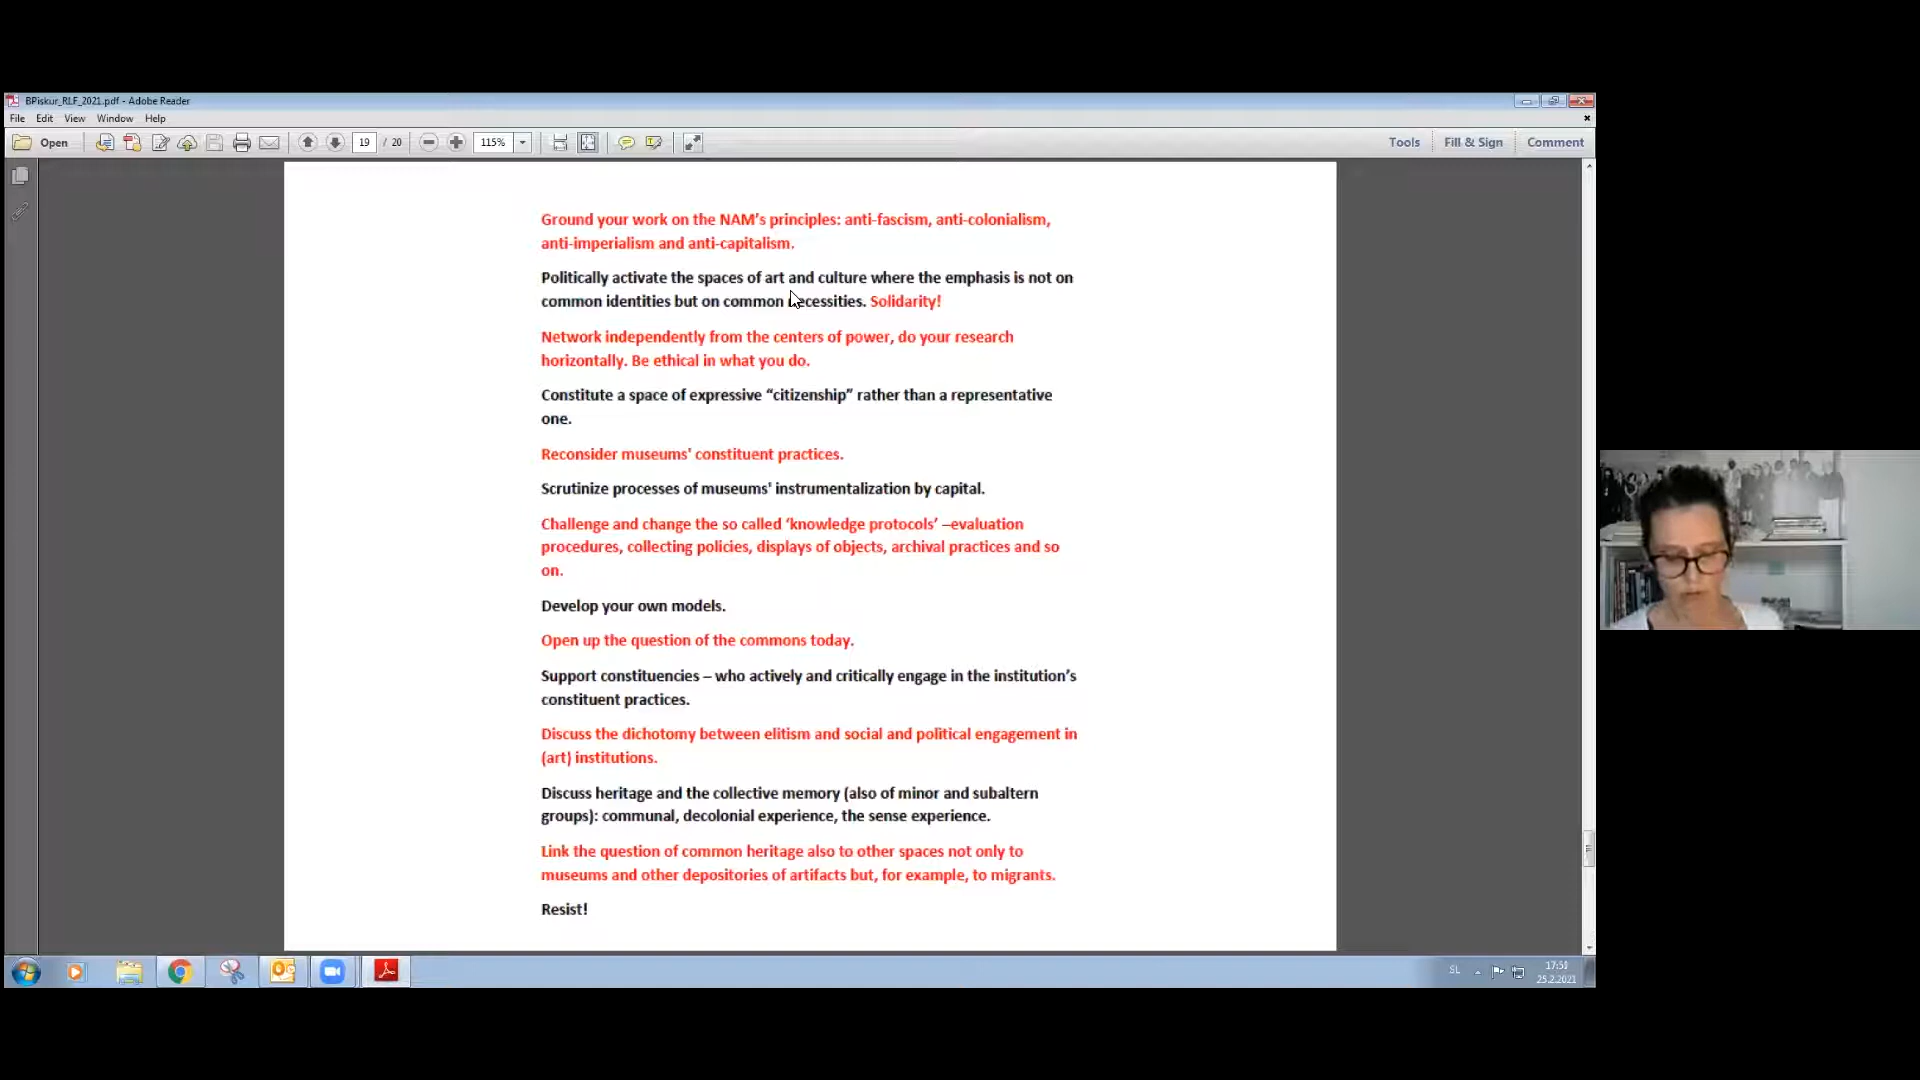 BPiskur_RLF_2021.pdf - Adobe Reader
File Edit View Window Help
Open 19 / 20 115% Tools Fill & Sign Comment
Ground your work on the NAM's principles: anti-fascism, anti-colonialism,
anti-imperialism and anti-capitalism.
Politically activate the spaces of art and culture where the emphasis is not on
common identities but on common necessities. Solidarity!
Network independently from the centers of power, do your research
horizontally. Be ethical in what you do.
Constitute a space of expressive “citizenship” rather than a representative
one.
Reconsider museums' constituent practices.
Scrutinize processes of museums' instrumentalization by capital.
Challenge and change the so called ‘knowledge protocols’ –evaluation
procedures, collecting policies, displays of objects, archival practices and so
on.
Develop your own models.
Open up the question of the commons today.
Support constituencies – who actively and critically engage in the institution’s
constituent practices.
Discuss the dichotomy between elitism and social and political engagement in
(art) institutions.
Discuss heritage and the collective memory (also of minor and subaltern
groups): communal, decolonial experience, the sense experience.
Link the question of common heritage also to other spaces not only to
museums and other depositories of artifacts but, for example, to migrants.
Resist!
SL
25.2.2021